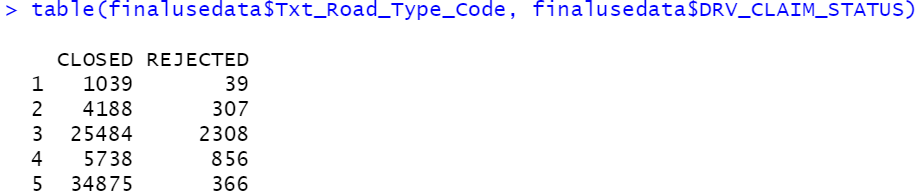 > table(finalusedata$Txt_Road_Type_Code, finalusedata$DRV_CLAIM_STATUS)
CLOSED REJECTED
1 1039 39
2 4188 307
3 25484 2308
4 5738 856
5 34875 366